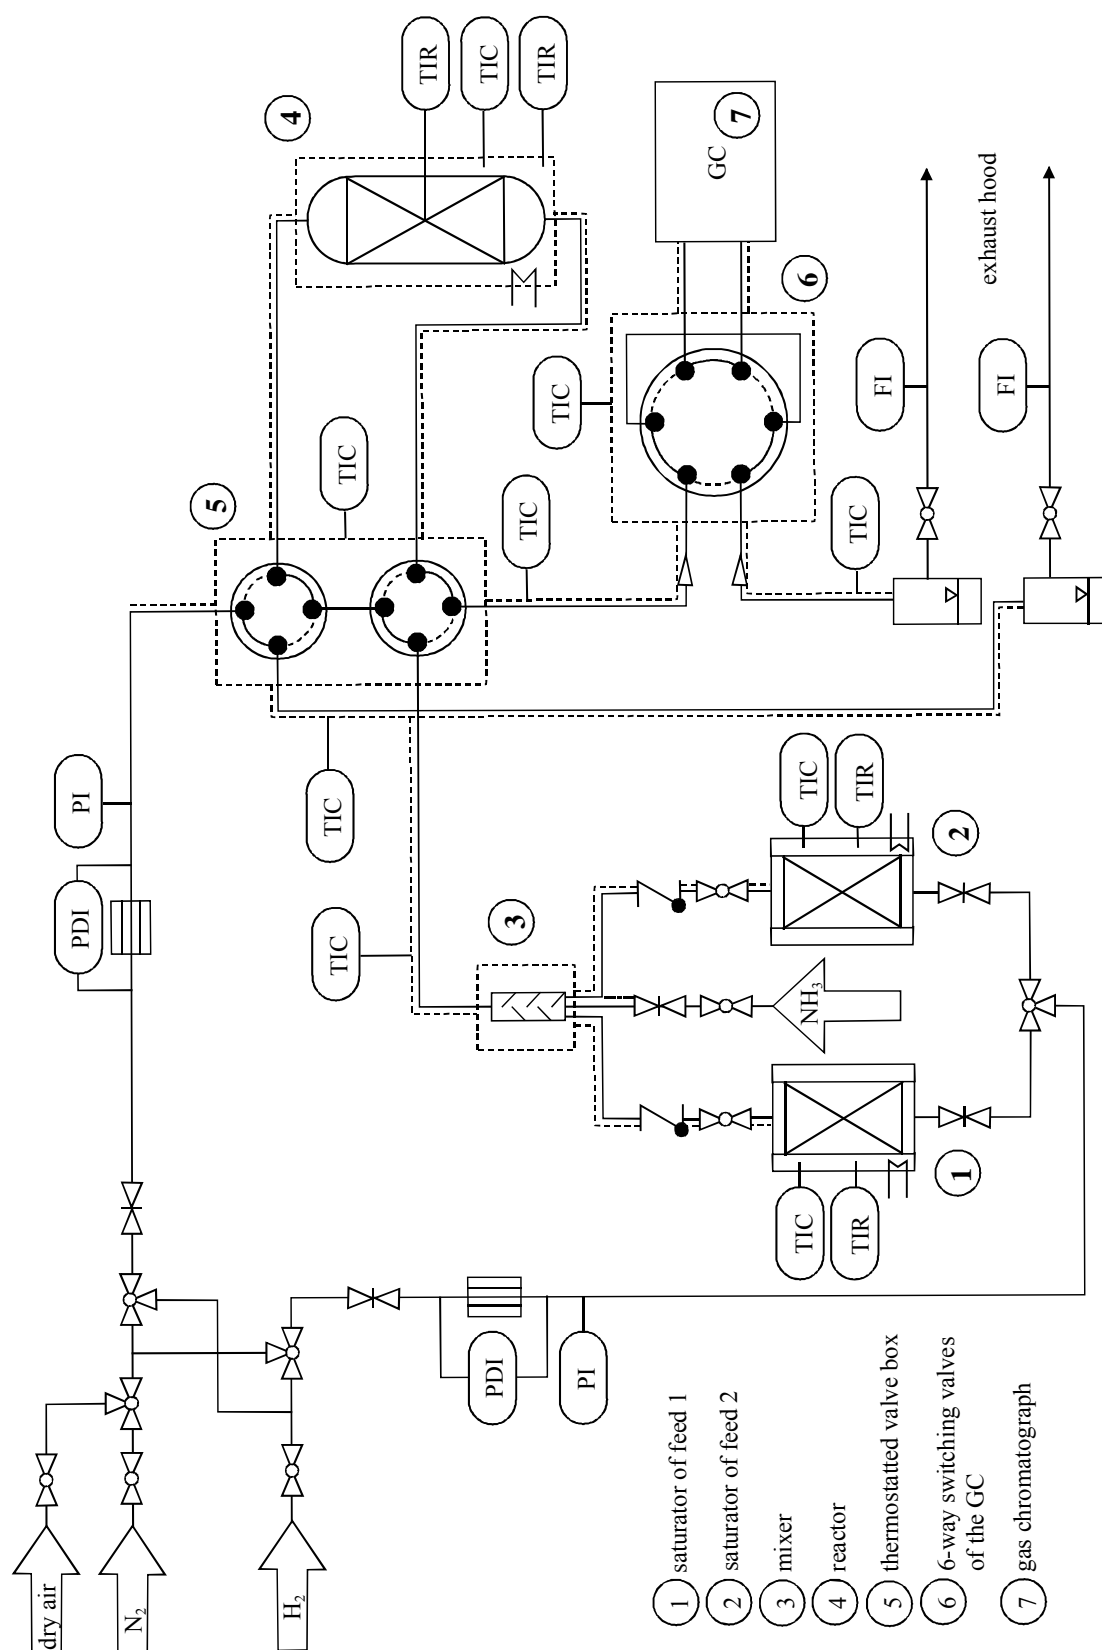 dry air
N₂
H₂
PDI
PI
PDI
PI
TIC
TIR
1
TIC
TIR
2
NH₃
3
TIC
TIC
5
TIC
TIC
4
TIR
TIC
TIR
TIC
6
GC
7
TIC
FI
FI
exhaust hood
1 saturator of feed 1
2 saturator of feed 2
3 mixer
4 reactor
5 thermostatted valve box
6 6-way switching valves
of the GC
7 gas chromatograph